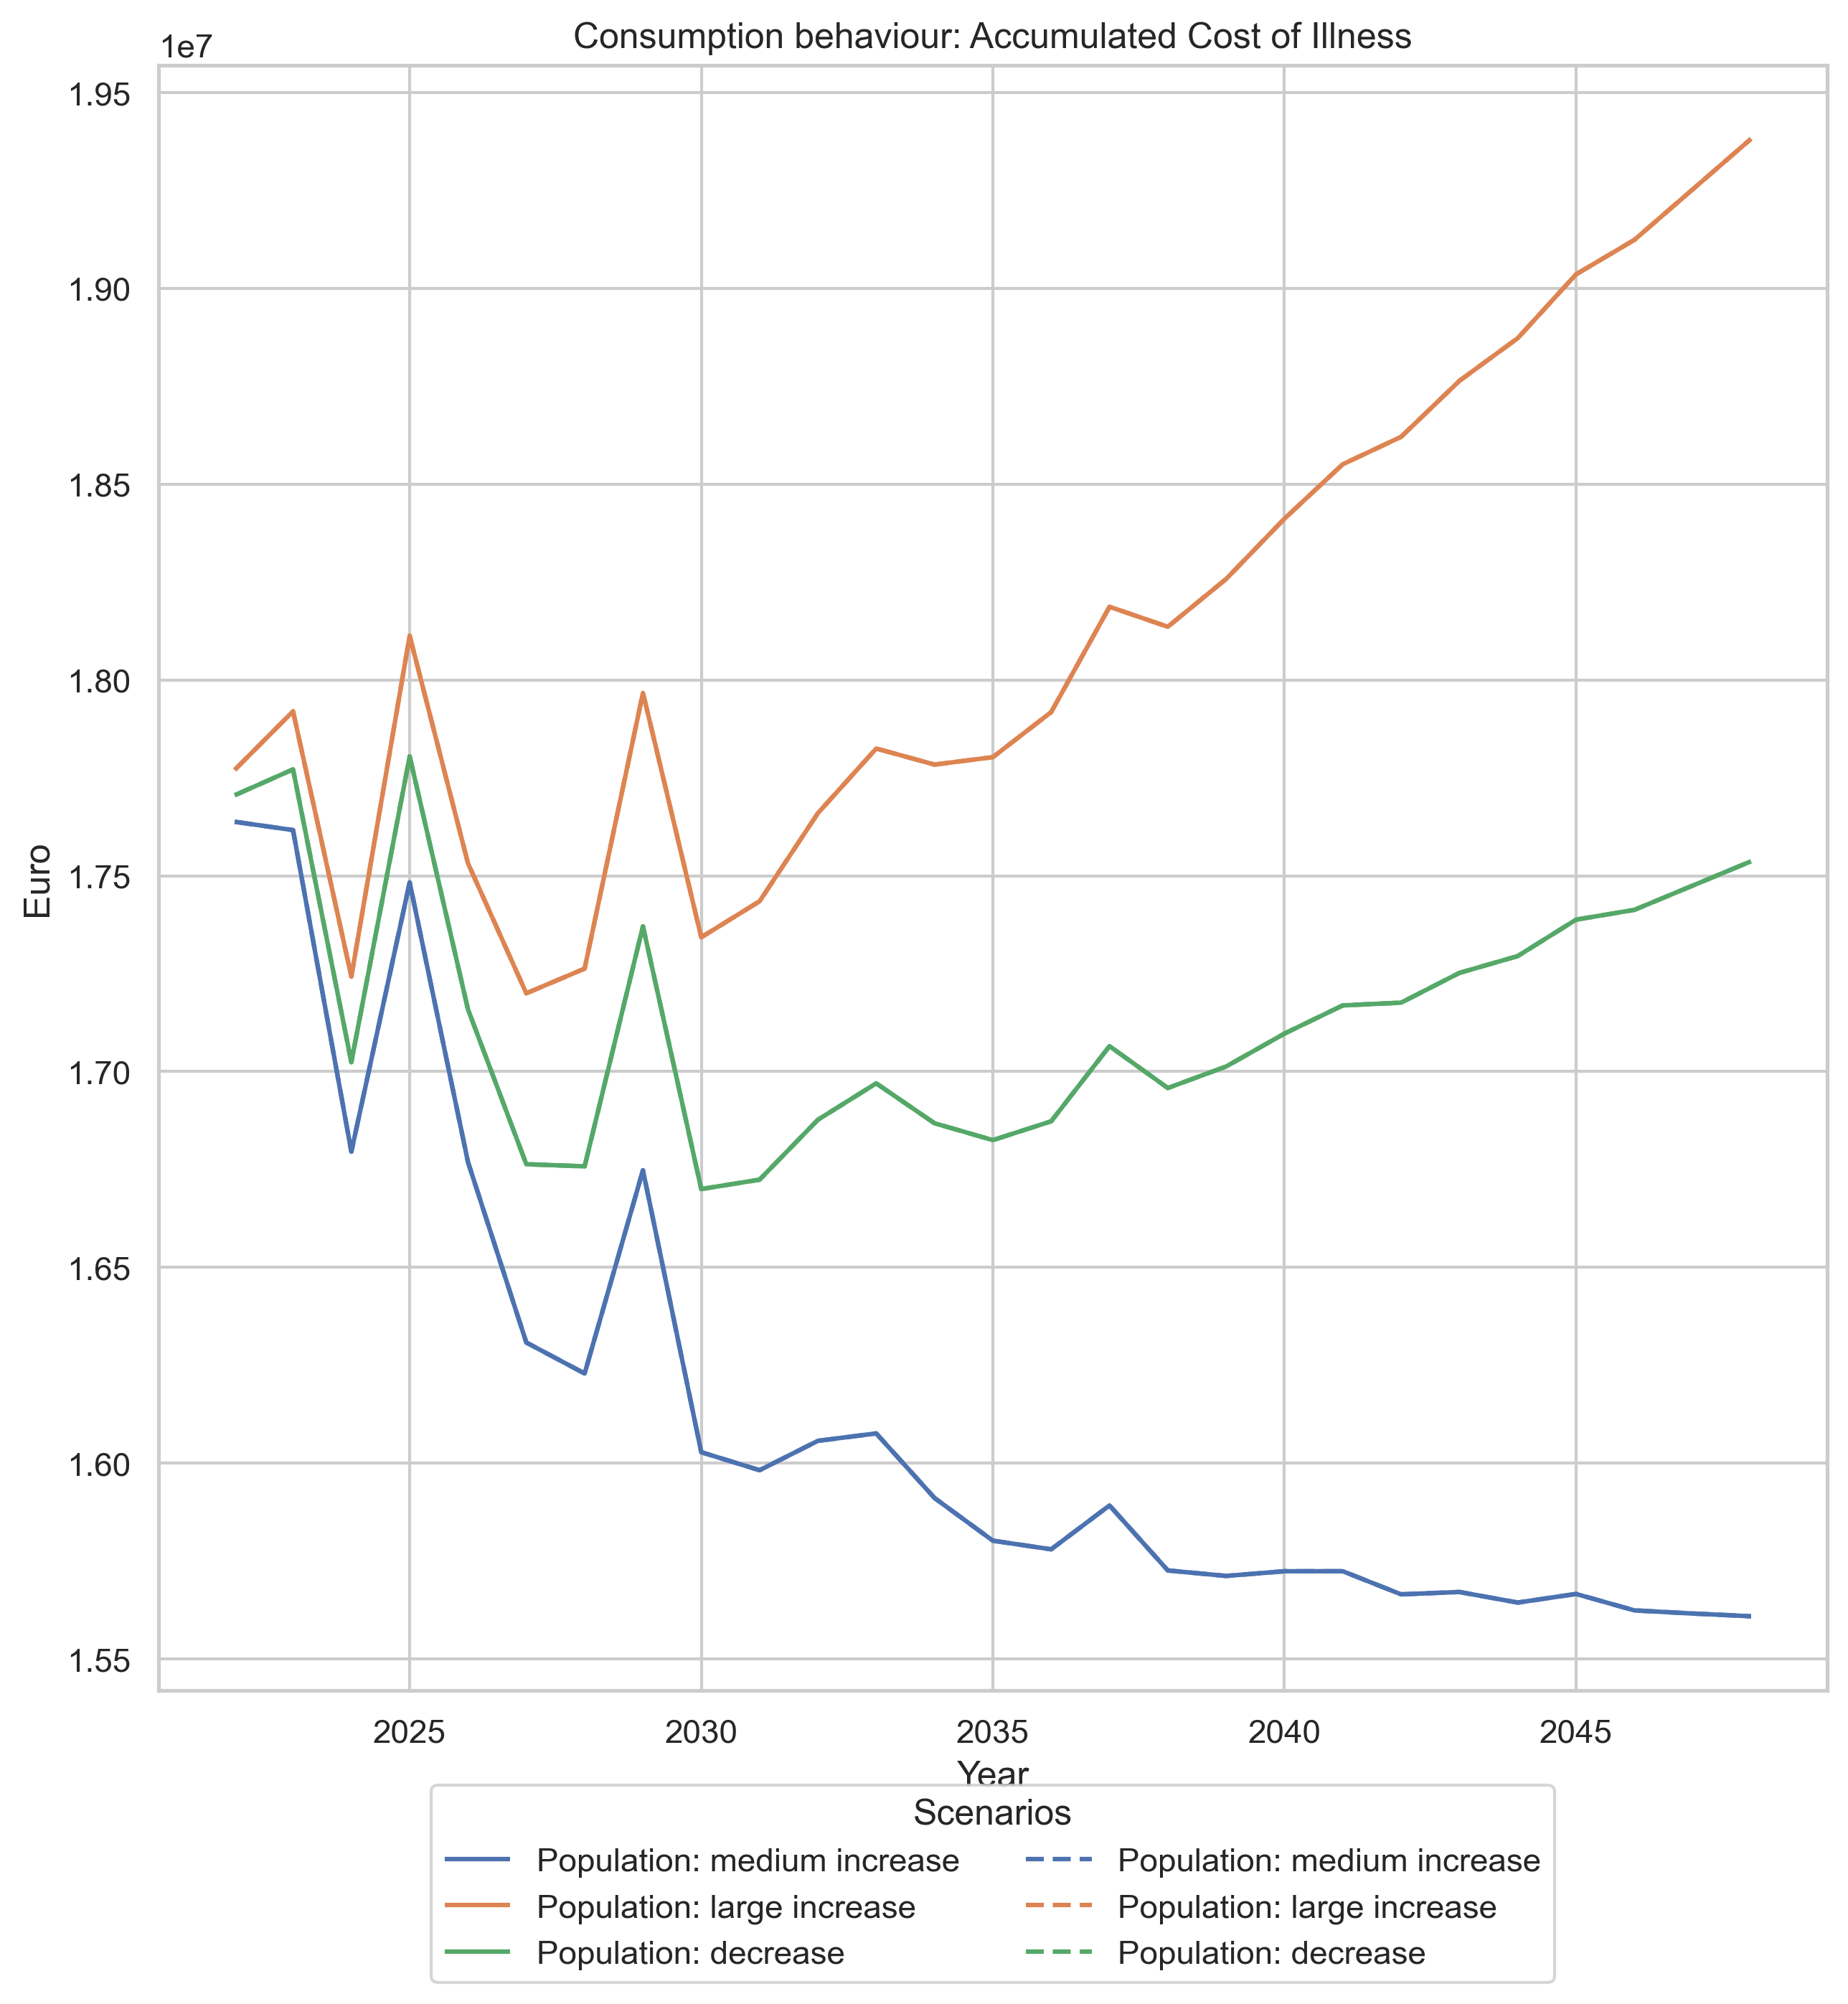 Consumption behaviour: Accumulated Cost of Illness
1e7
1.95
1.90
1.85
1.80
1.75
1.70
1.65
1.60
1.55
Euro
2025 2030 2035 2040 2045
Year
Scenarios
Population: medium increase Population: medium increase
Population: large increase Population: large increase
Population: decrease Population: decrease